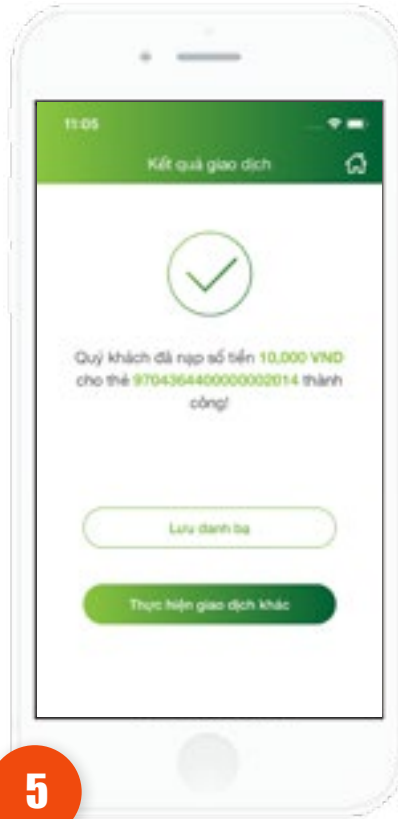 11:05
Kết quả giao dịch
Quý khách đã nạp số tiền 10,000 VND
cho thẻ 9704364400000002014 thành
công!
Lưu danh bạ
Thực hiện giao dịch khác
5